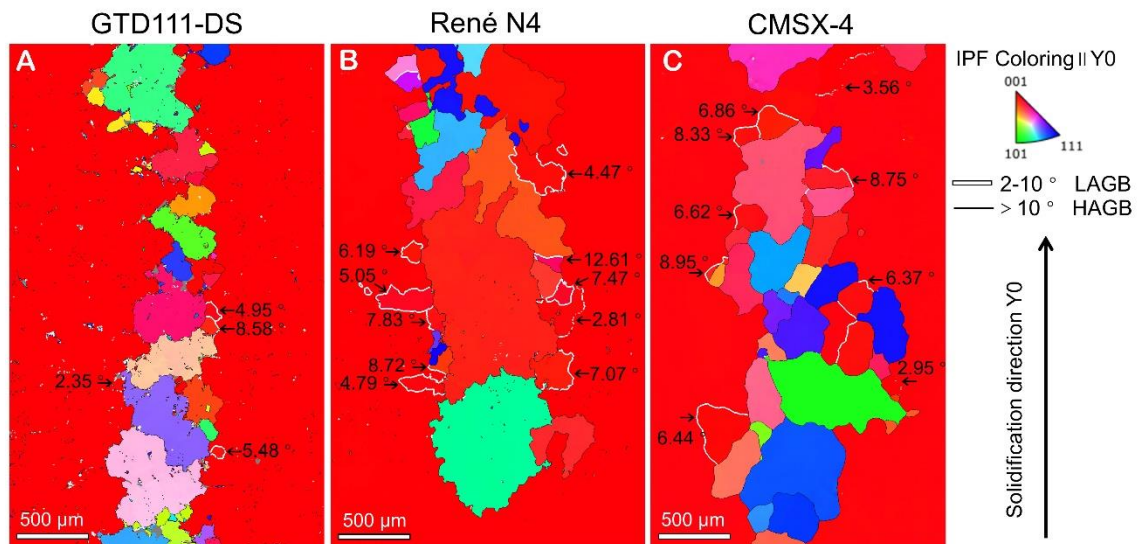 GTD111-DS
René N4
CMSX-4
A
4.95 °
8.58
2.35 °
5.48 °
500 µm
B
4.47 °
6.19 °
12.61 °
5.05 °
7.47
7.83 °
2.81 °
8.72 °
7.07 °
4.79 °
500 µm
C
3.56 °
6.86 °
8.33 °
8.75 °
6.62 °
8.95 °
6.37 °
2.95 °
6.44
500 µm
IPF Coloring || Y0
001
101
111
2-10 ° LAGB
> 10 ° HAGB
Solidification direction Y0